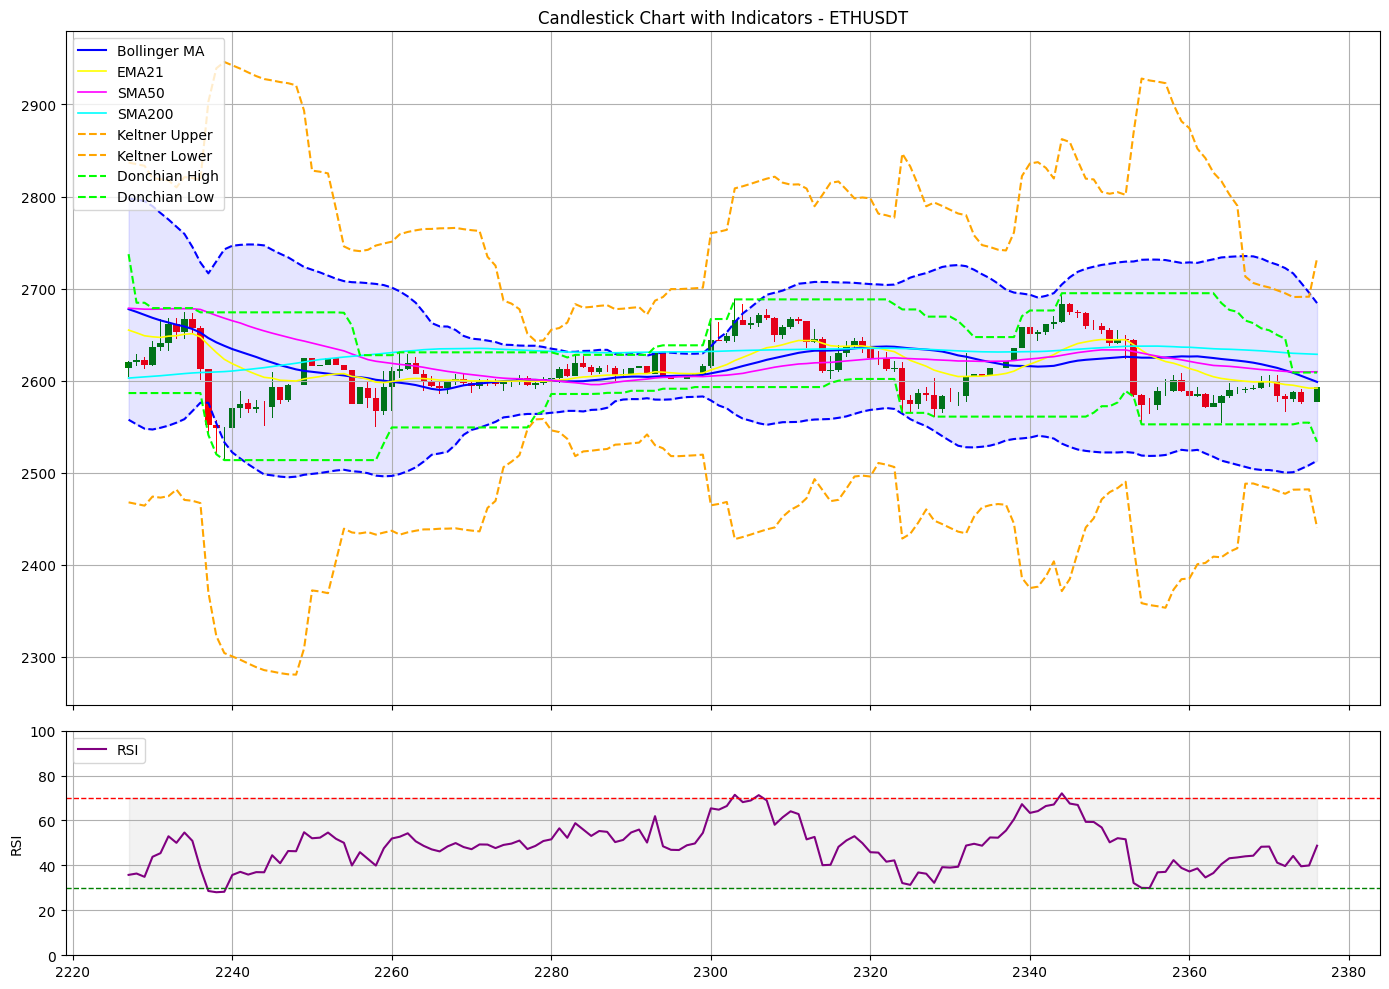 Candlestick Chart with Indicators - ETHUSDT
Bollinger MA
EMA21
SMA50
SMA200
Keltner Upper
Keltner Lower
Donchian High
Donchian Low
2900
2800
2700
2600
2500
2400
2300
RSI
100
80
60
40
20
0
RSI
2220 2240 2260 2280 2300 2320 2340 2360 2380